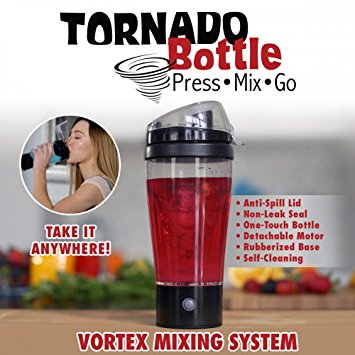 TORNADO
Bottle
Press•Mix•Go
• Anti-Spill Lid
• Non-Leak Seal
• One-Touch Bottle
• Detachable Motor
• Rubberized Base
• Self-Cleaning
TAKE IT
ANYWHERE!
VORTEX MIXING SYSTEM